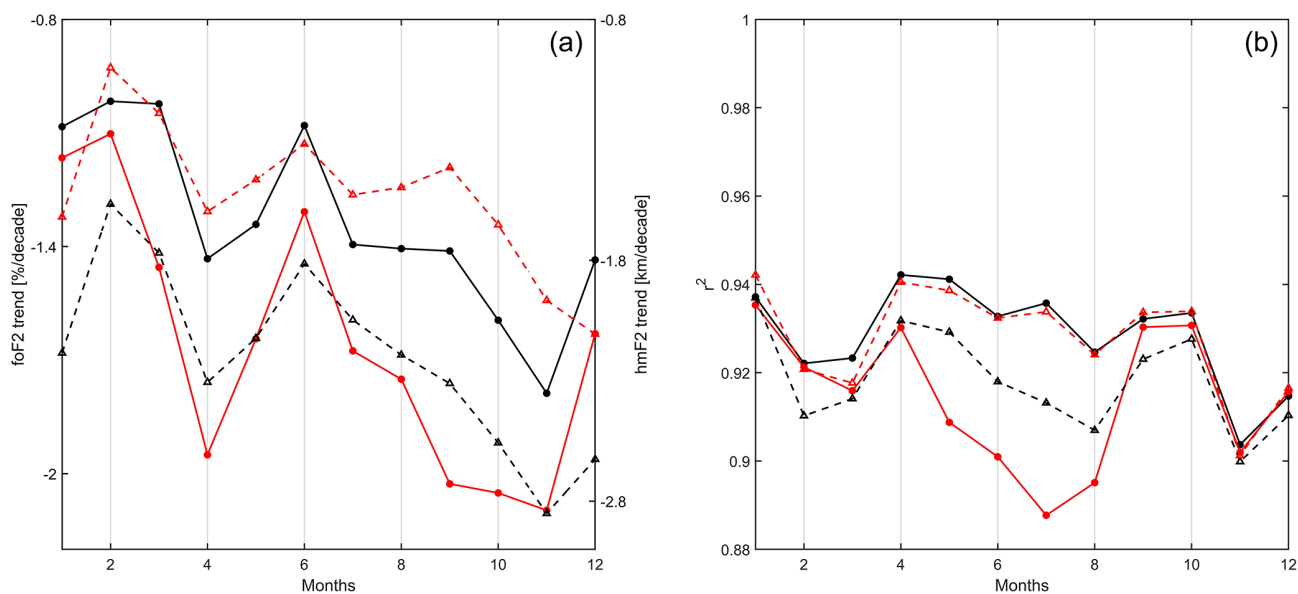 (a)
-0.8
-1.4
-2
foF2 trend [%/decade]
-0.8
-1.8
-2.8
hmF2 trend [km/decade]
2 4 6 8 10 12
Months
(b)
1
0.98
0.96
0.94
0.92
0.9
0.88
r2
2 4 6 8 10 12
Months